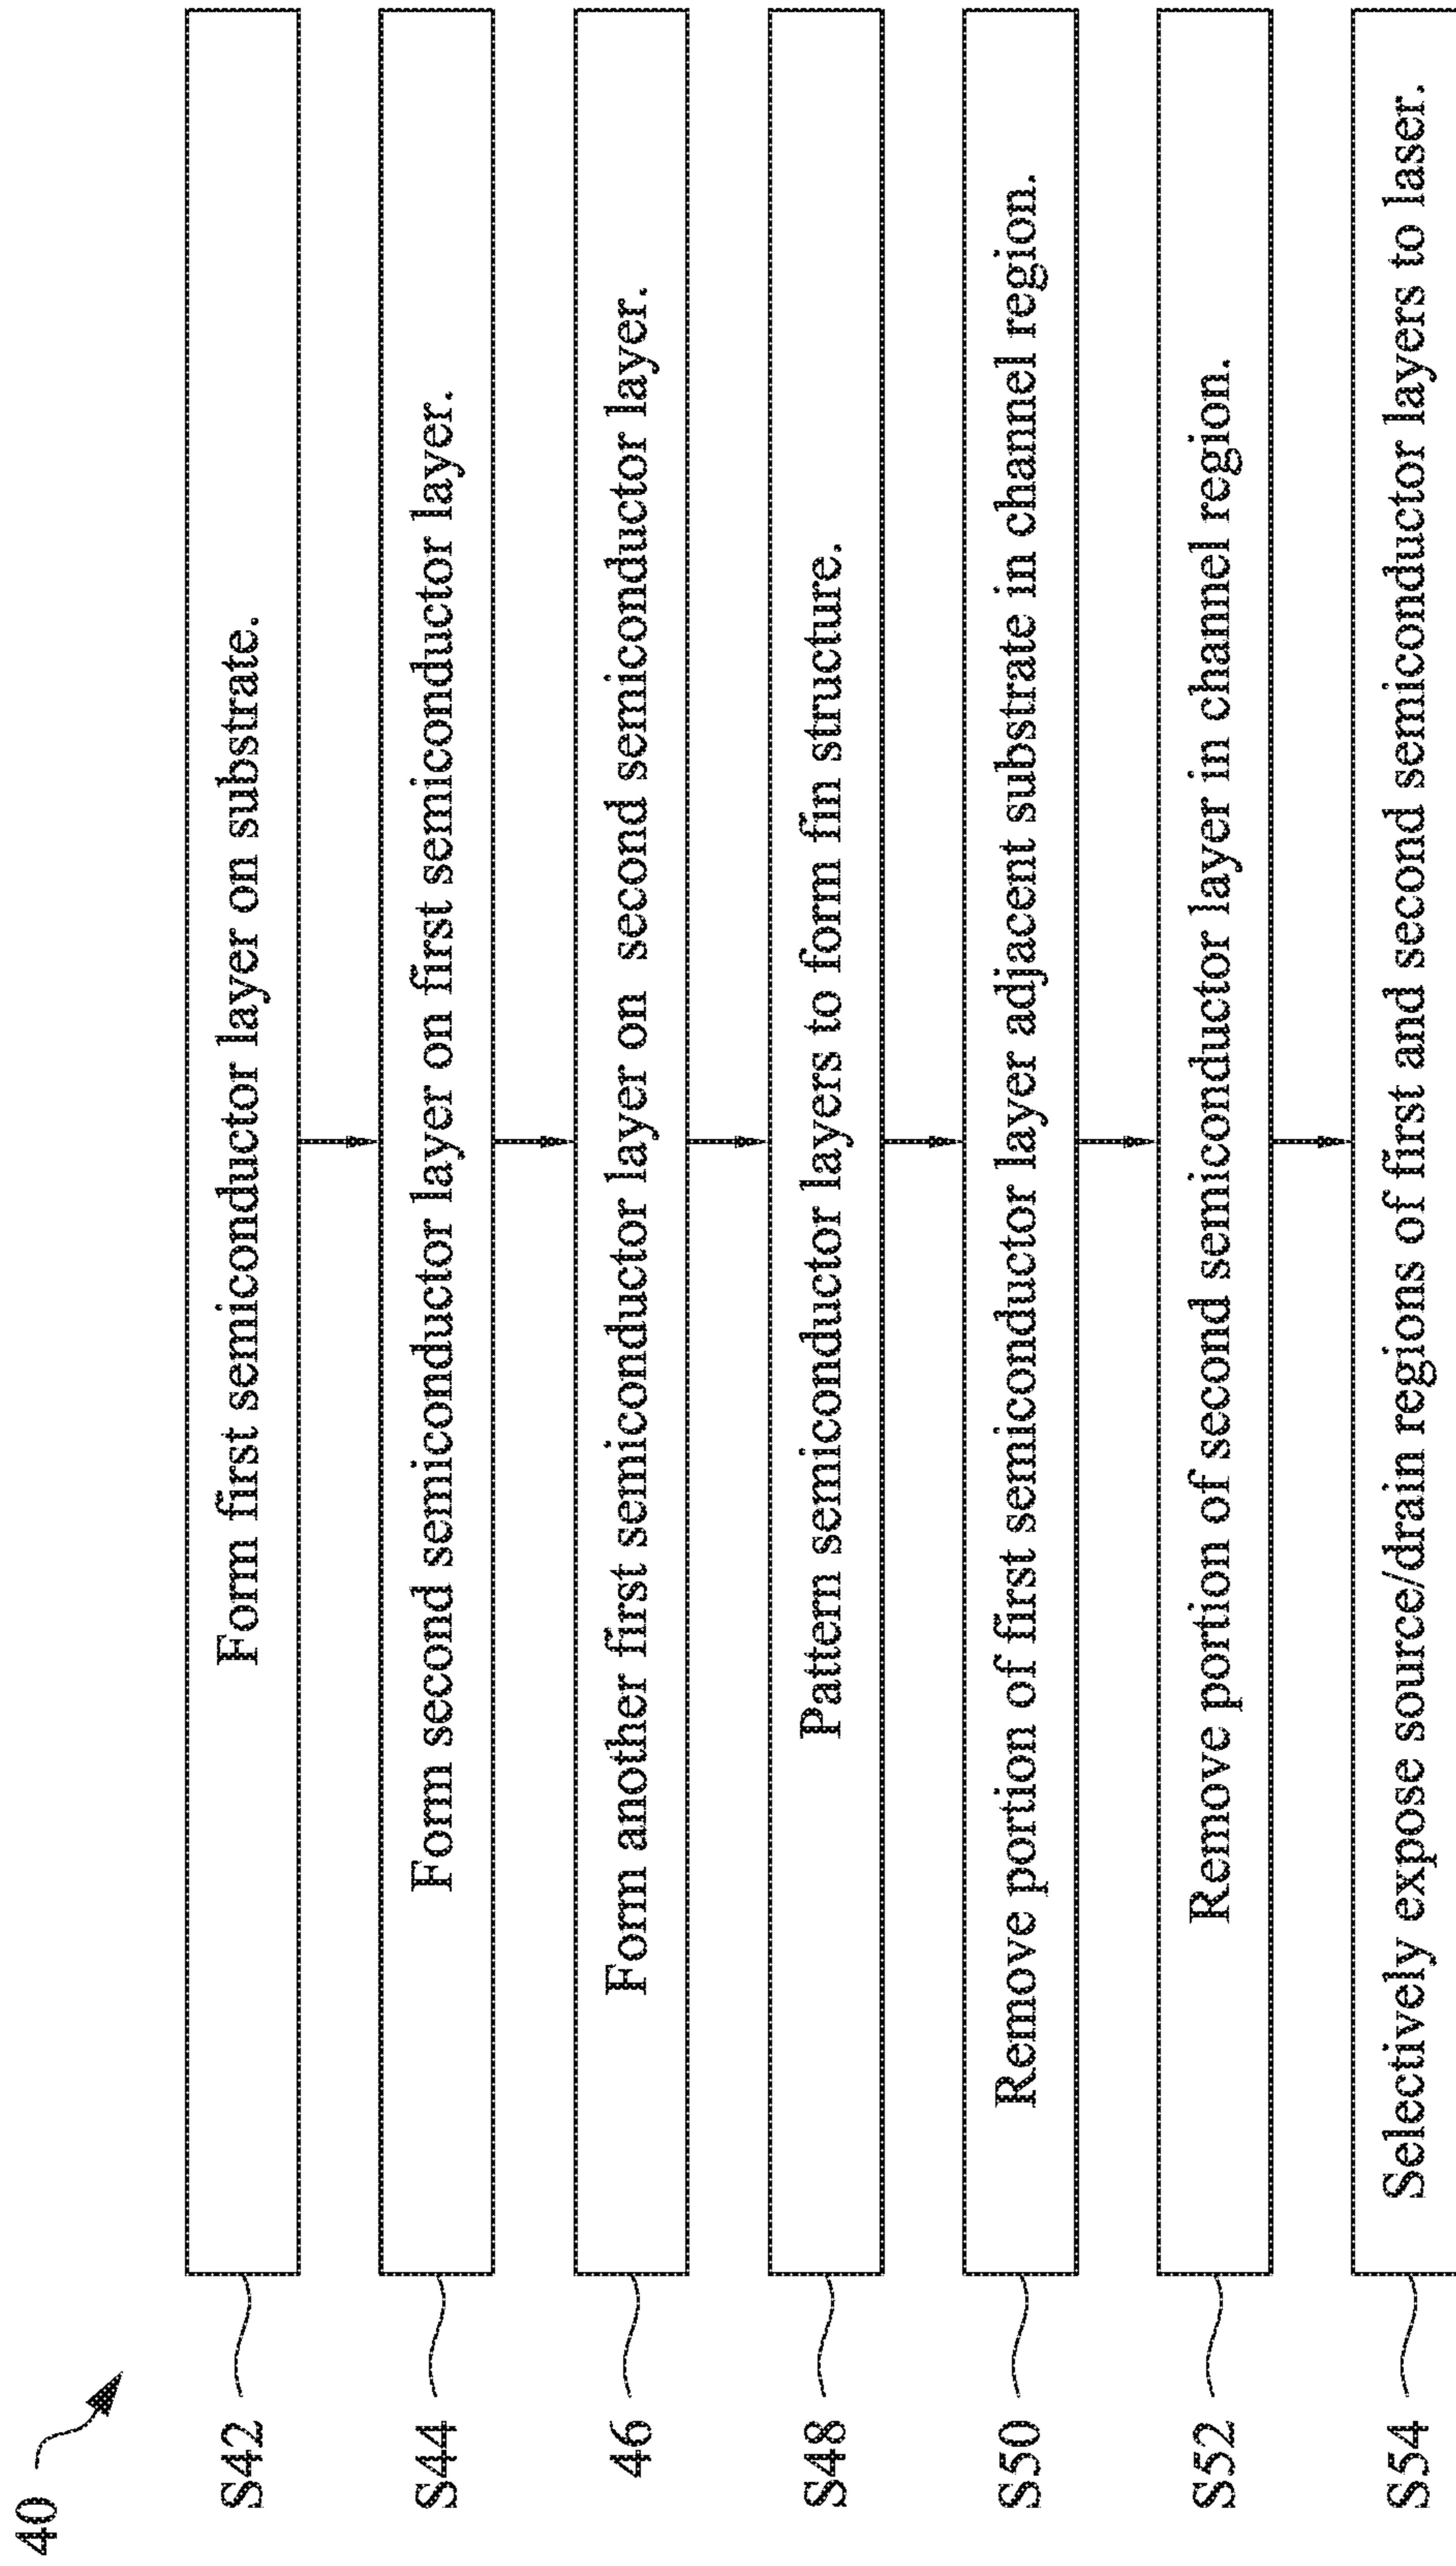 40
S42
Form first semiconductor layer on substrate.
S44
Form second semiconductor layer on first semiconductor layer.
46
Form another first semiconductor layer on second semiconductor layer.
S48
Pattern semiconductor layers to form fin structure.
S50
Remove portion of first semiconductor layer adjacent substrate in channel region.
S52
Remove portion of second semiconductor layer in channel region.
S54
Selectively expose source/drain regions of first and second semiconductor layers to laser.